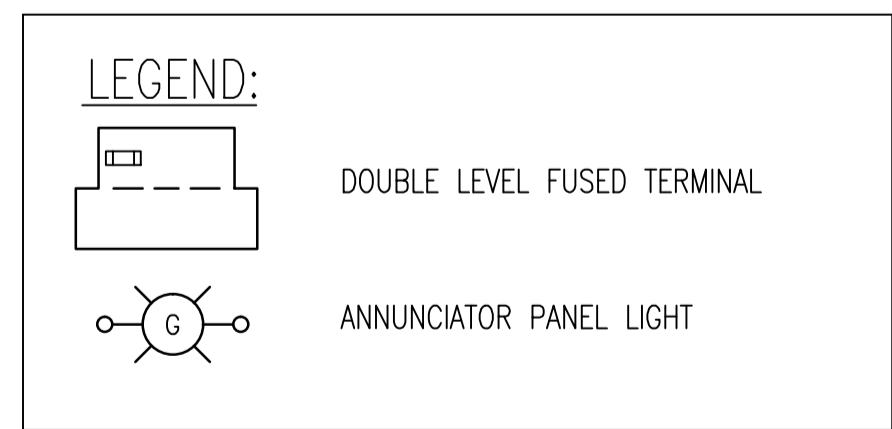 LEGEND:
DOUBLE LEVEL FUSED TERMINAL
G
ANNUNCIATOR PANEL LIGHT